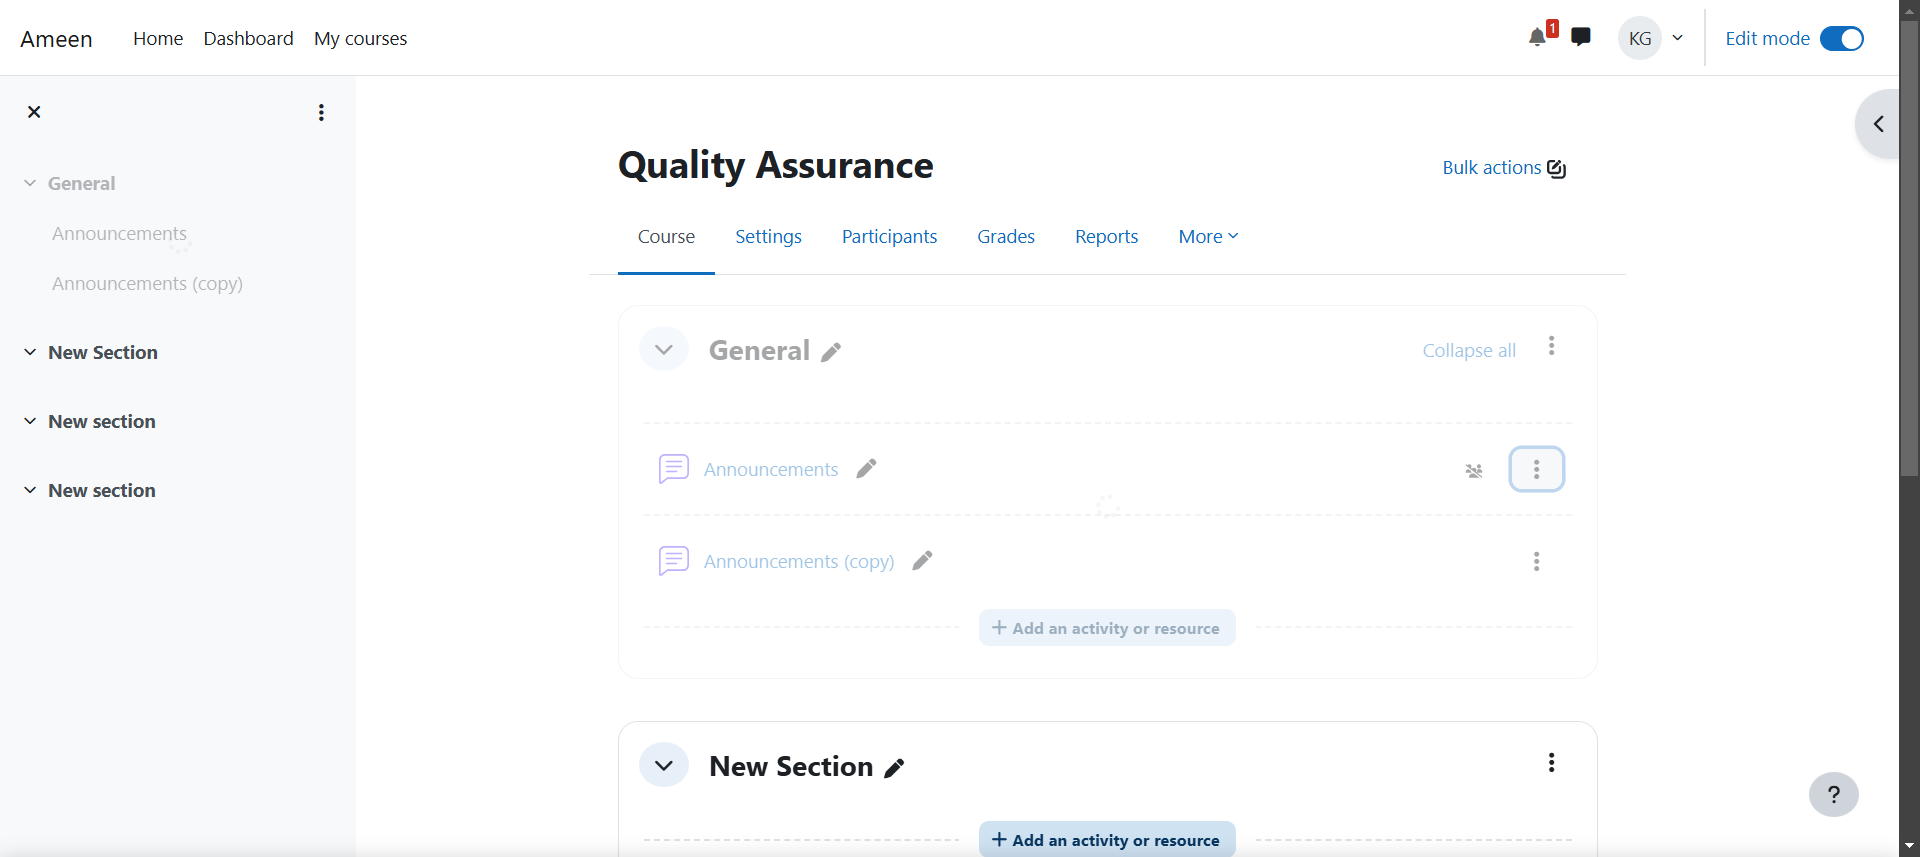 Ameen Home Dashboard My courses 1 KG Edit mode
General
Announcements
Announcements (copy)
New Section
New section
New section
Quality Assurance Bulk actions
Course Settings Participants Grades Reports More
General Collapse all
Announcements
Announcements (copy)
+ Add an activity or resource
New Section
+ Add an activity or resource
?